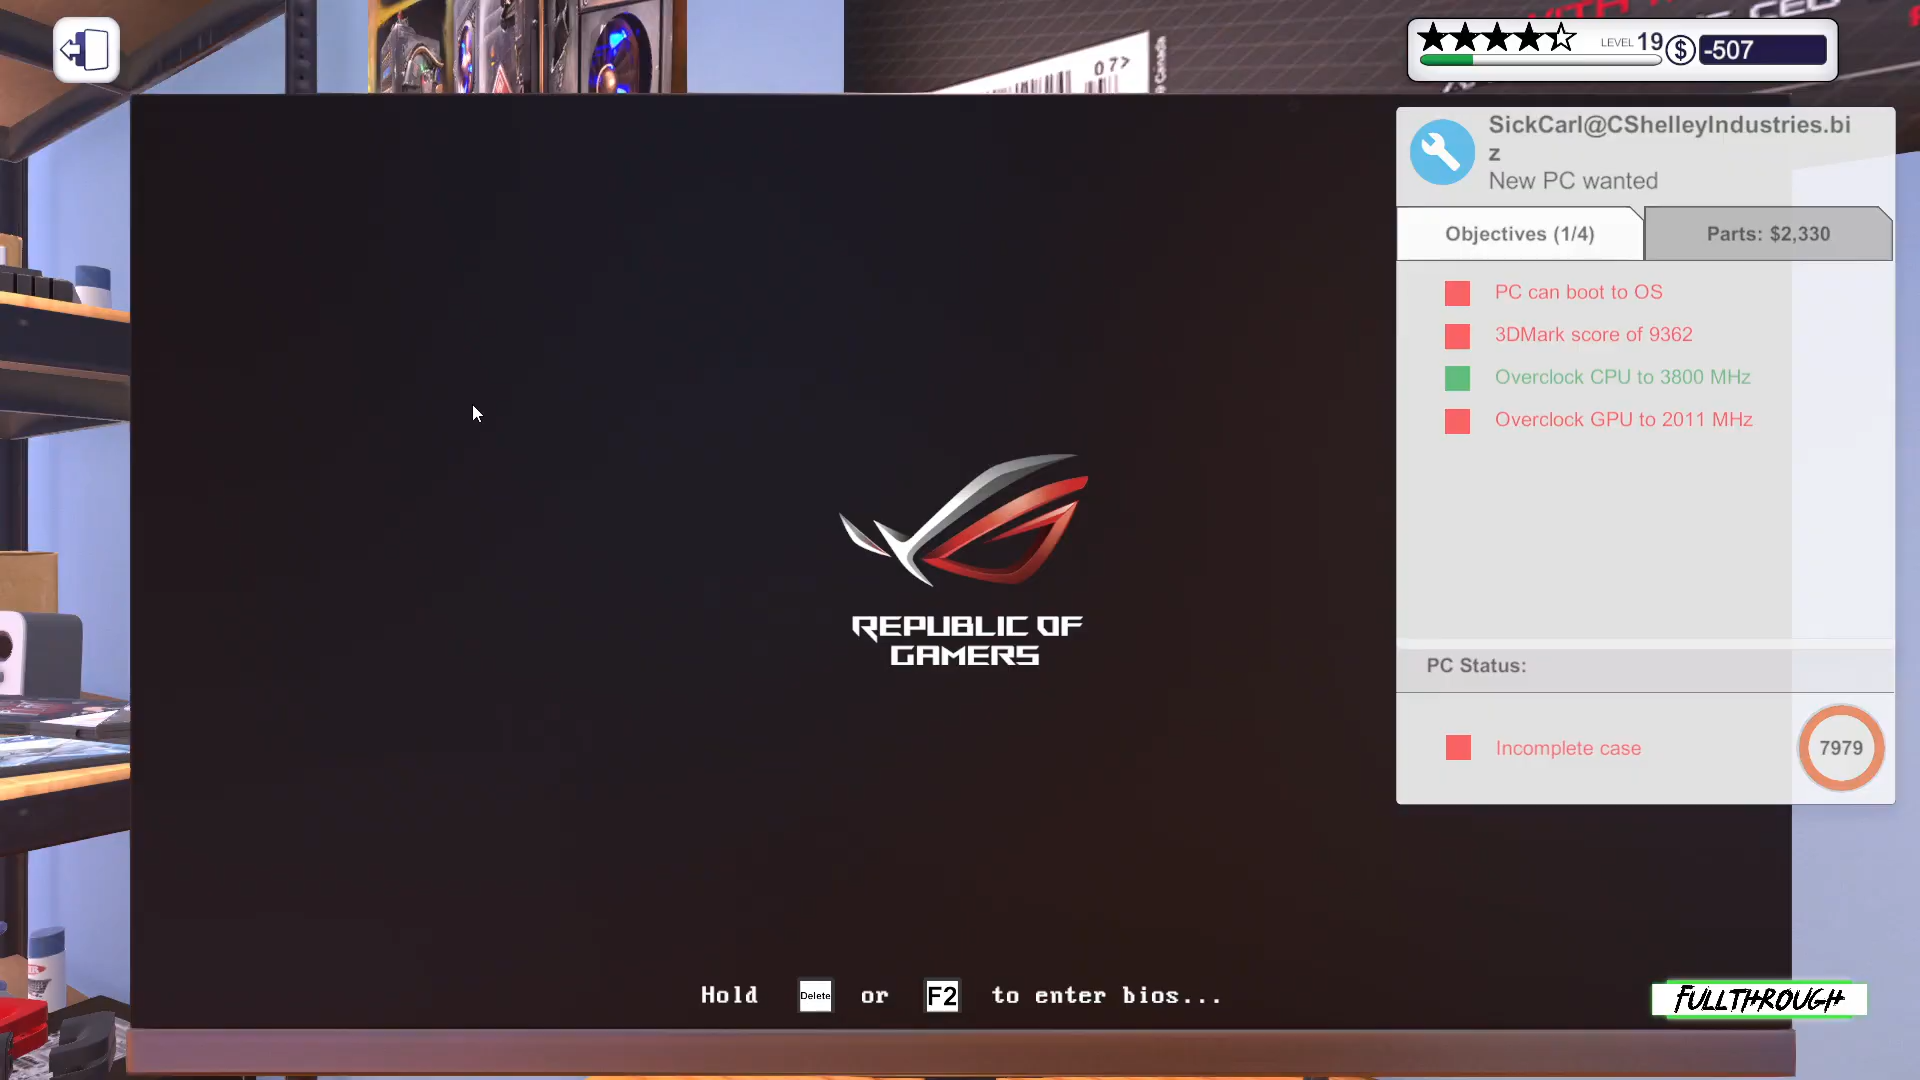 LEVEL 19
$ -507
07>
SickCarl@CShelleyIndustries.bi
z
New PC wanted
Objectives (1/4)
Parts: $2,330
PC can boot to OS
3DMark score of 9362
Overclock CPU to 3800 MHz
Overclock GPU to 2011 MHz
PC Status:
Incomplete case
7979
REPUBLIC OF
GAMERS
Hold Delete or F2 to enter bios...
FULLTHROUGH